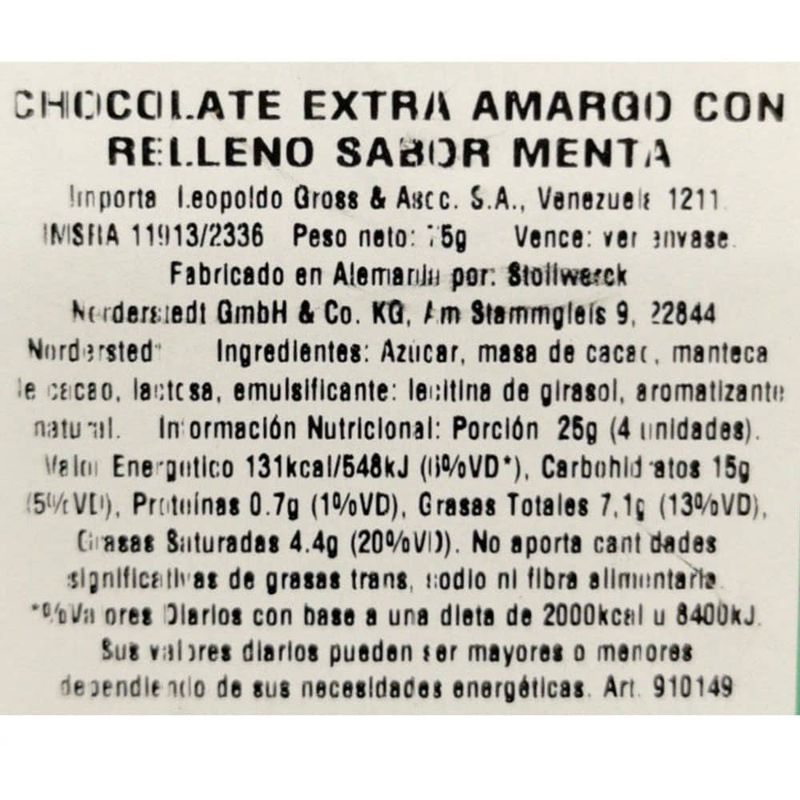 CHOCOLATE EXTRA AMARGO CON
RELLENO SABOR MENTA
Importa Leopoldo Gross & Asoc. S.A., Venezuela 1211.
IMSRA 11913/2336 Peso neto: 75g Vence: ver envase.
Fabricado en Alemania por: Stollwerck
Norderstedt GmbH & Co. KG, Am Stammgleis 9, 22844
Norderstedt Ingredientes: Azúcar, masa de cacao, manteca
de cacao, lactosa, emulsificante: lecitina de girasol, aromatizante
natural. Información Nutricional: Porción 25g (4 unidades).
Valor Energetico 131kcal/548kJ (6%VD*), Carbohidratos 15g
(5%VD), Proteínas 0.7g (1%VD), Grasas Totales 7,1g (13%VD),
Grasas Saturadas 4.4g (20%VD). No aporta cantidades
significativas de grasas trans, sodio ni fibra alimentaria.
*%Valores Diarios con base a una dieta de 2000kcal u 8400kJ.
Sus valores diarios pueden ser mayores o menores
dependiendo de sus necesidades energéticas. Art. 910149